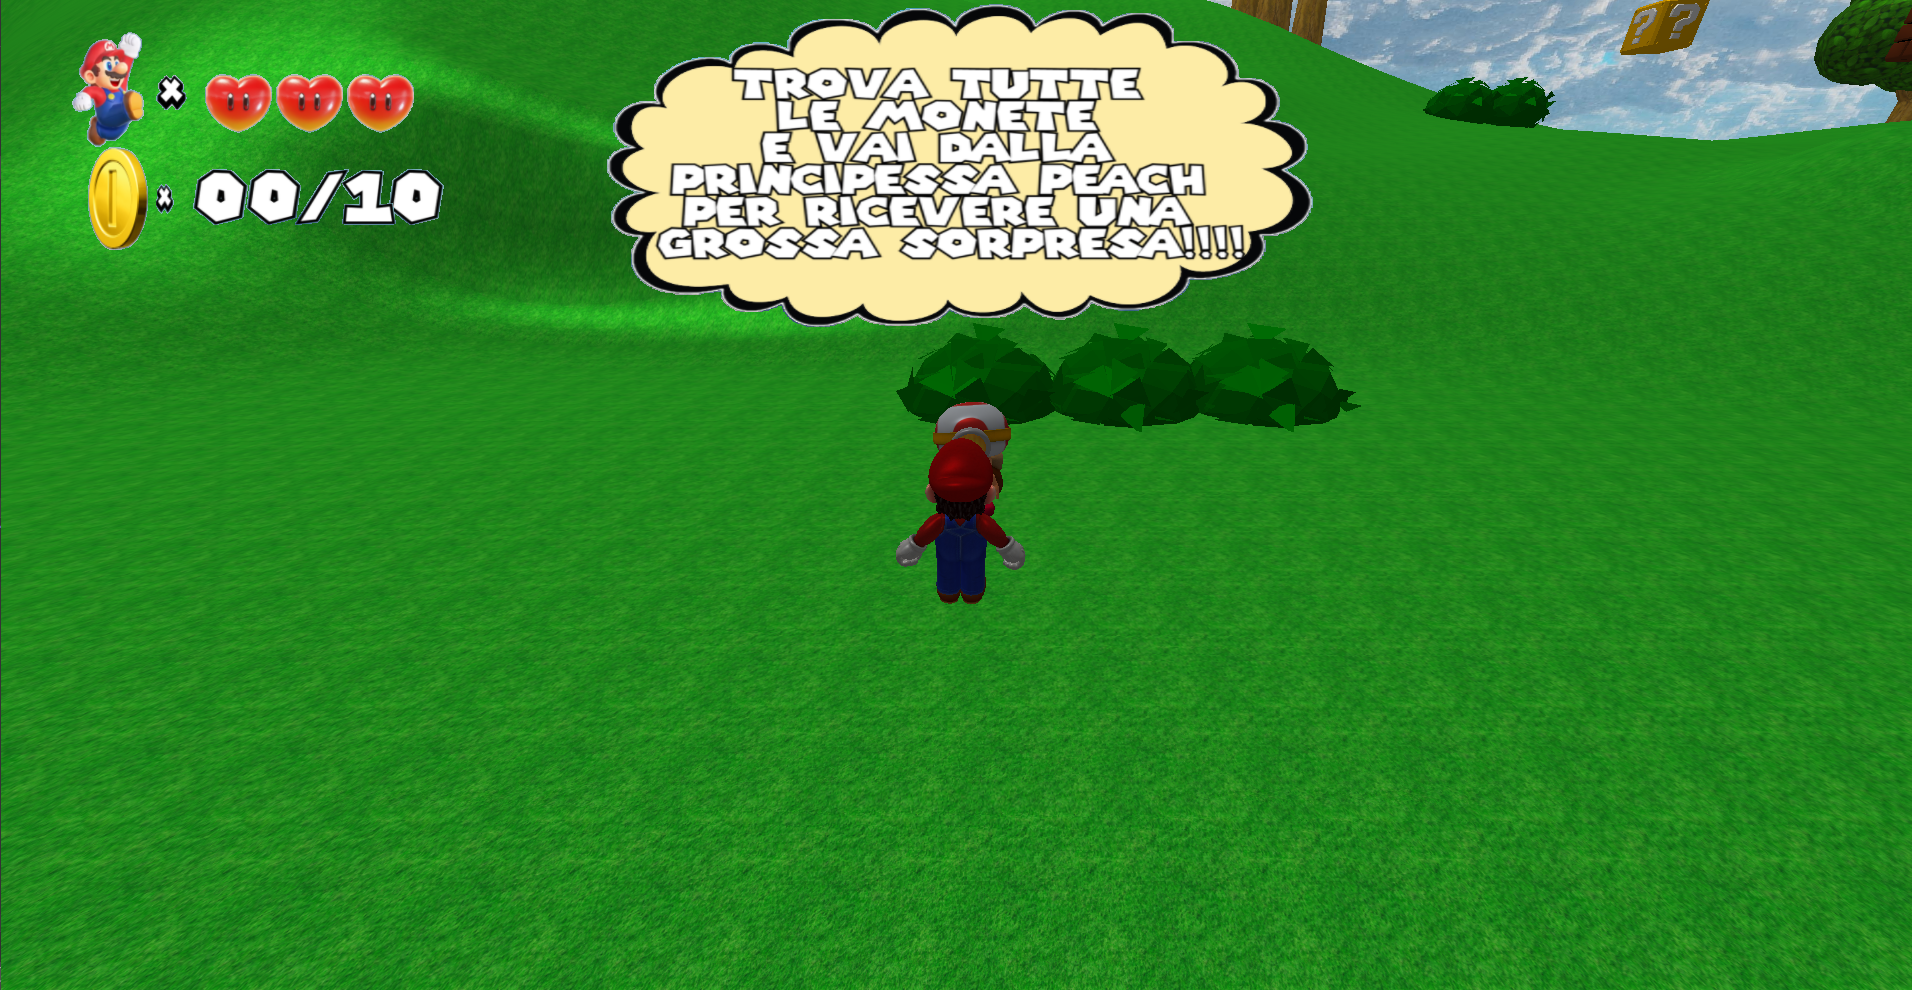 00/10
TROVA TUTTE
LE MONETE
E VAI DALLA
PRINCIPESSA PEACH
PER RICEVERE UNA
GROSSA SORPRESA!!!!
? ?